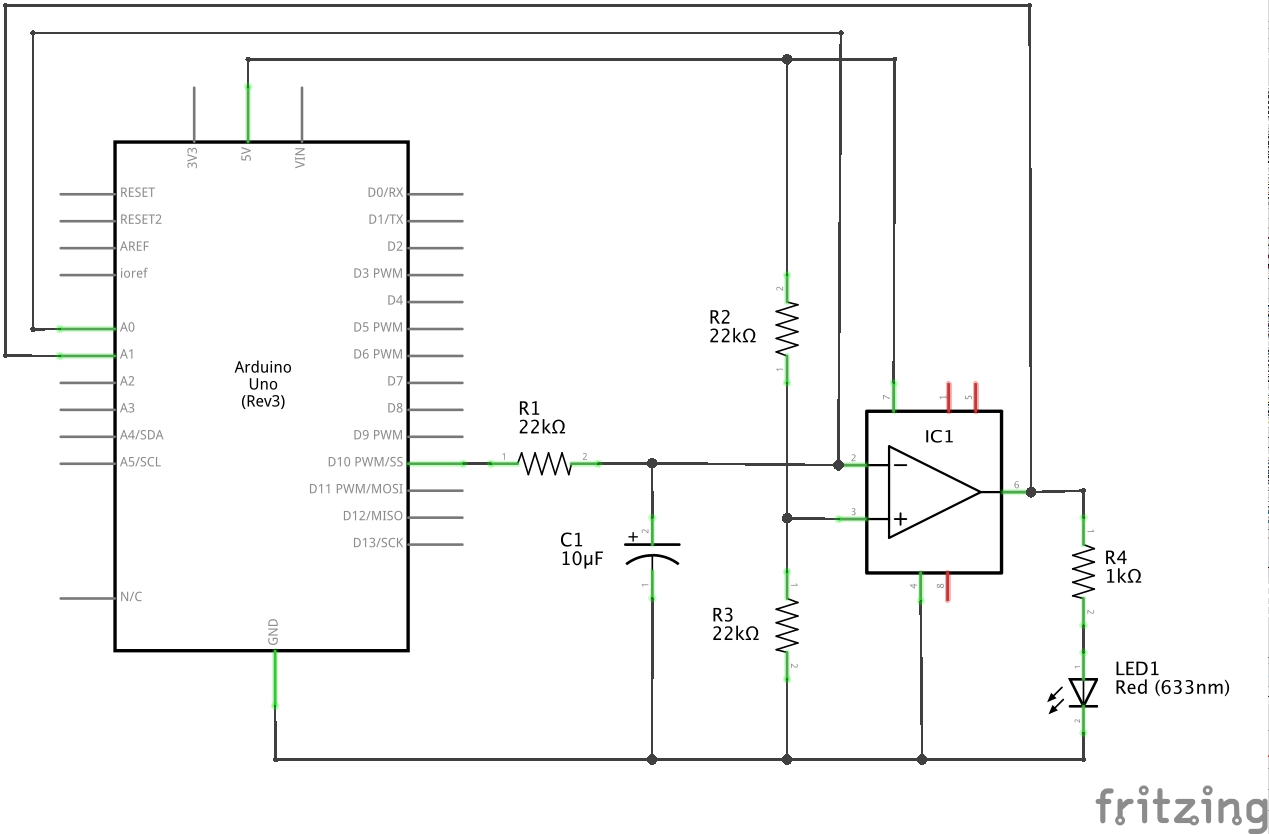 3V3
5V
VIN
RESET
RESET2
AREF
ioref
A0
A1
A2
A3
A4/SDA
A5/SCL
N/C
Arduino
Uno
(Rev3)
D0/RX
D1/TX
D2
D3 PWM
D4
D5 PWM
D6 PWM
D7
D8
D9 PWM
D10 PWM/SS
D11 PWM/MOSI
D12/MISO
D13/SCK
GND
R1
22kΩ
1
2
C1
10µF
+
2
1
R2
22kΩ
2
1
R3
22kΩ
1
2
IC1
7
1
5
2
−
3
+
6
4
8
R4
1kΩ
1
2
LED1
Red (633nm)
1
2
fritzing